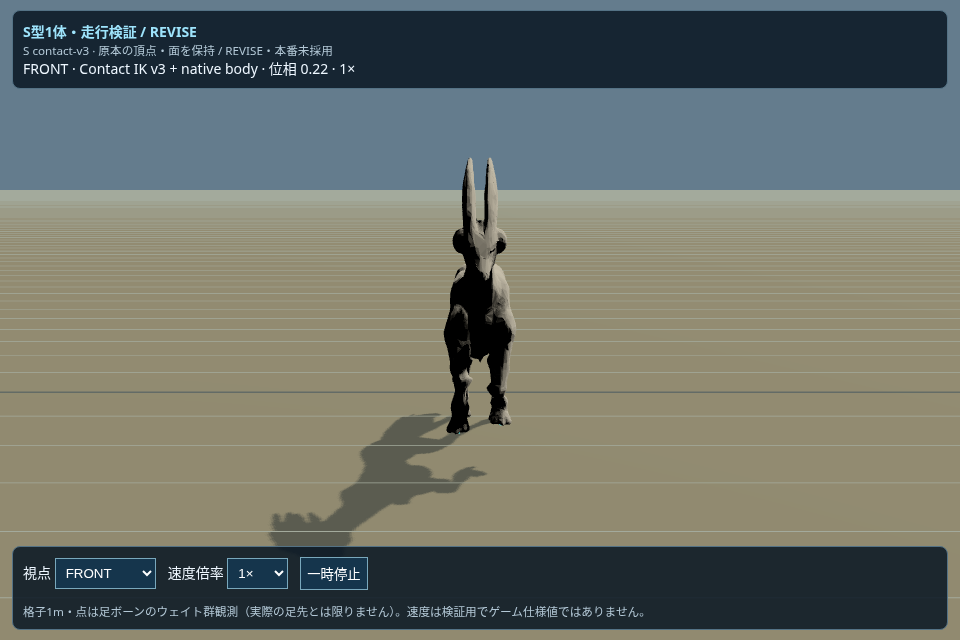 S型1体・走行検証 / REVISE
S contact-v3 · 原本の頂点・面を保持 / REVISE・本番未採用
FRONT · Contact IK v3 + native body · 位相 0.22 · 1×
視点 FRONT 速度倍率 1× 一時停止
格子1m・点は足ボーンのウェイト群観測（実際の足先とは限りません）。速度は検証用でゲーム仕様値ではありません。